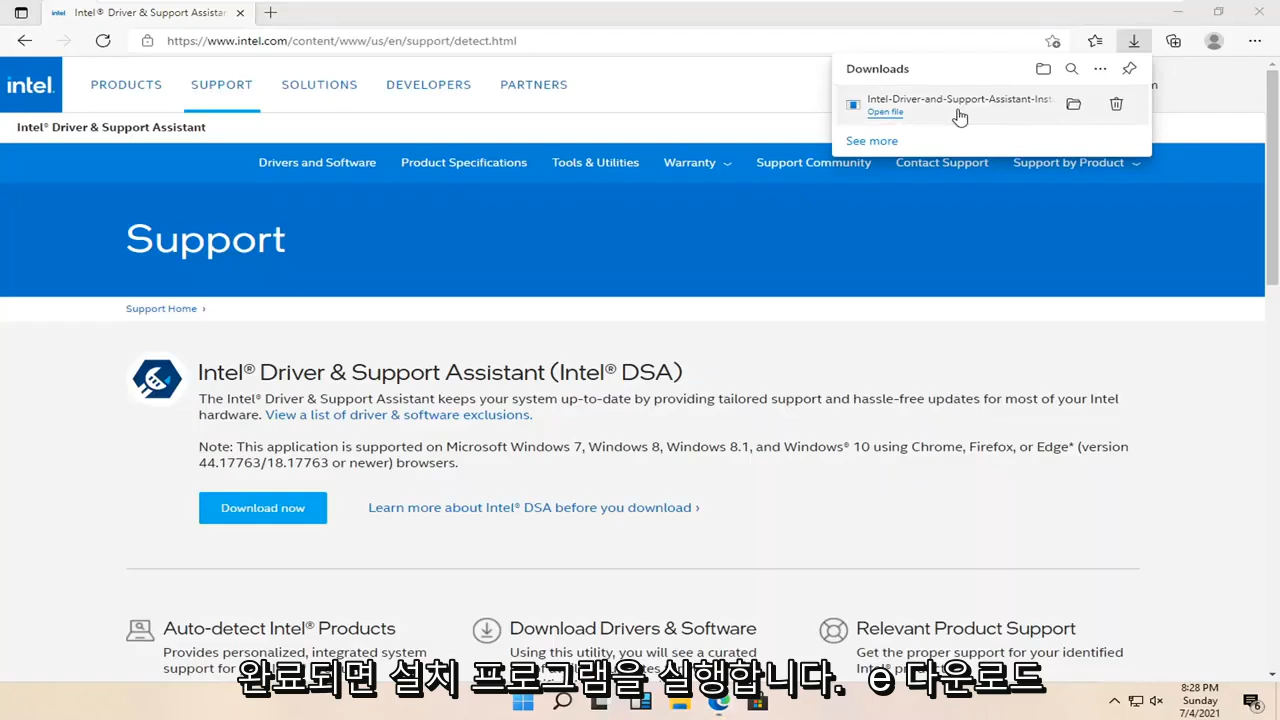 Intel® Driver & Support Assistan
https://www.intel.com/content/www/us/en/support/detect.html
Downloads
Intel-Driver-and-Support-Assistant-Inst
Open file
See more
intel.
PRODUCTS SUPPORT SOLUTIONS DEVELOPERS PARTNERS
Intel® Driver & Support Assistant
Drivers and Software Product Specifications Tools & Utilities Warranty Support Community Contact Support Support by Product
Support
Support Home ›
Intel® Driver & Support Assistant (Intel® DSA)
The Intel® Driver & Support Assistant keeps your system up-to-date by providing tailored support and hassle-free updates for most of your Intel
hardware. View a list of driver & software exclusions.
Note: This application is supported on Microsoft Windows 7, Windows 8, Windows 8.1, and Windows® 10 using Chrome, Firefox, or Edge* (version
44.17763/18.17763 or newer) browsers.
Download now Learn more about Intel® DSA before you download ›
Auto-detect Intel® Products
Provides personalized, integrated system
support for
Download Drivers & Software
Using this utility, you will see a curated
Relevant Product Support
Get the proper support for your identified
Intel®
완료되면 설치 프로그램을 실행합니다. e 다운로드
8:28 PM
Sunday
7/4/2021
6